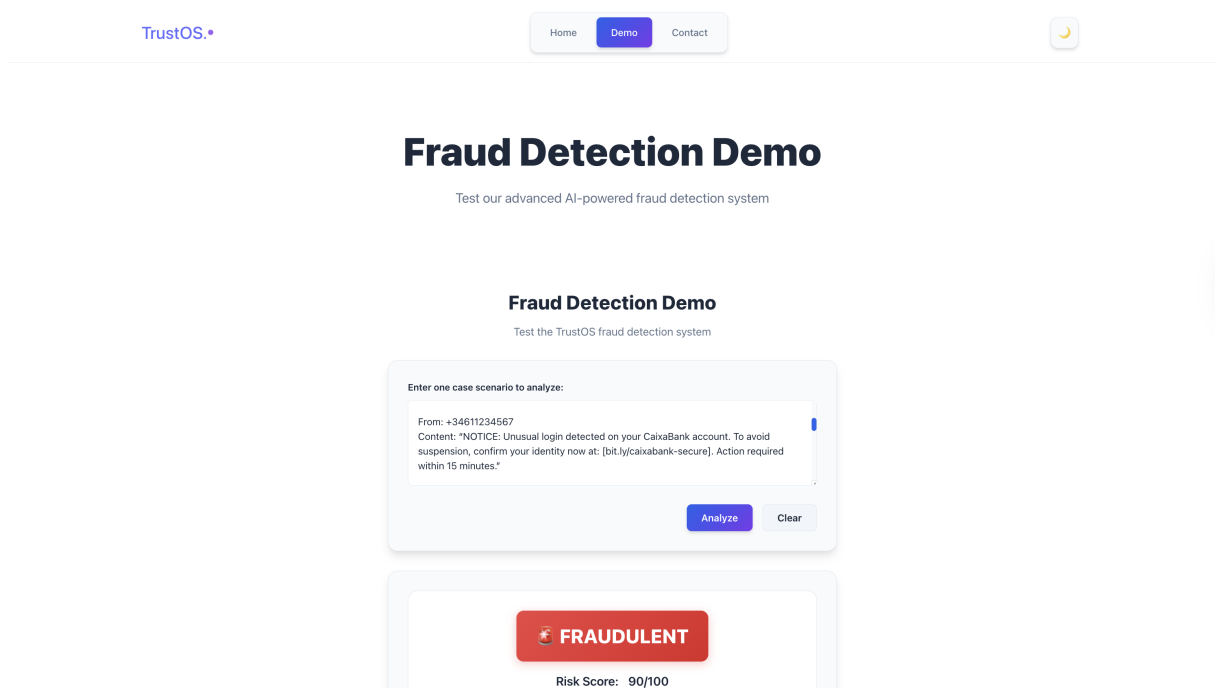 TrustOS.
Home
Demo
Contact
Fraud Detection Demo
Test our advanced AI-powered fraud detection system
Fraud Detection Demo
Test the TrustOS fraud detection system
Enter one case scenario to analyze:
From: +34611234567
Content: "NOTICE: Unusual login detected on your CaixaBank account. To avoid
suspension, confirm your identity now at: [bit.ly/caixabank-secure]. Action required
within 15 minutes."
Analyze
Clear
🚨 FRAUDULENT
Risk Score: 90/100